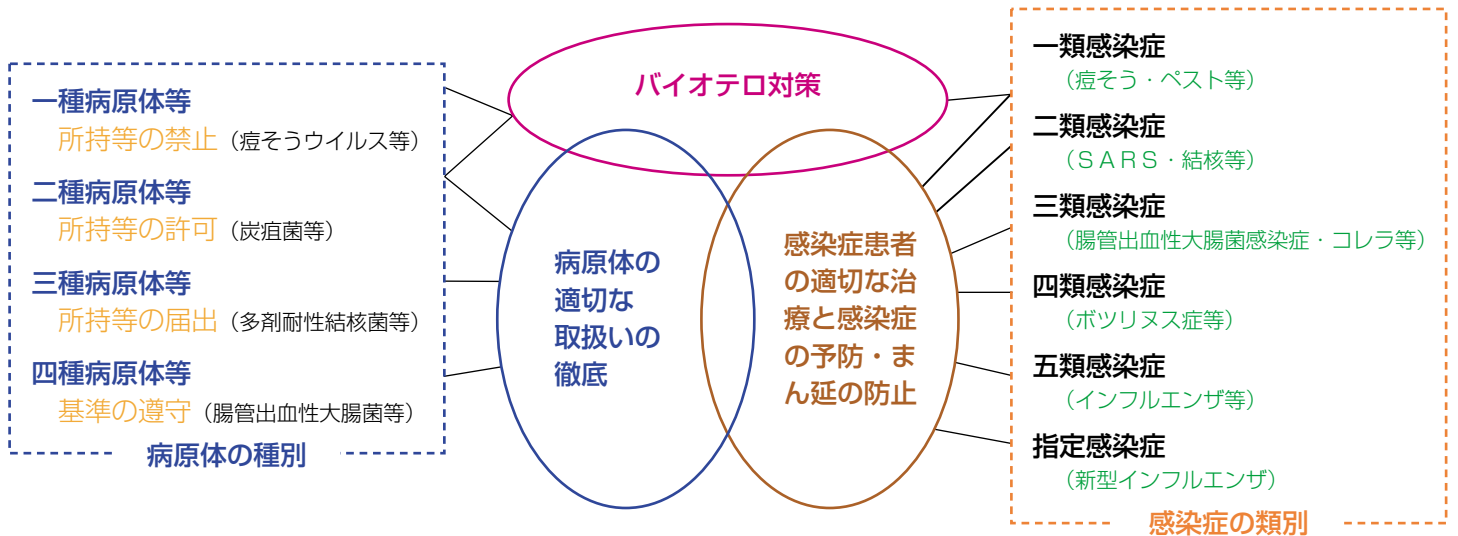 バイオテロ対策
一種病原体等
所持等の禁止（痘そうウイルス等）
二種病原体等
所持等の許可（炭疽菌等）
三種病原体等
所持等の届出（多剤耐性結核菌等）
四種病原体等
基準の遵守（腸管出血性大腸菌等）
病原体の種別
病原体の
適切な
取扱いの
徹底
感染症患者
の適切な治
療と感染症
の予防・ま
ん延の防止
一類感染症
（痘そう・ペスト等）
二類感染症
（ＳＡＲＳ・結核等）
三類感染症
（腸管出血性大腸菌感染症・コレラ等）
四類感染症
（ボツリヌス症等）
五類感染症
（インフルエンザ等）
指定感染症
（新型インフルエンザ）
感染症の類別